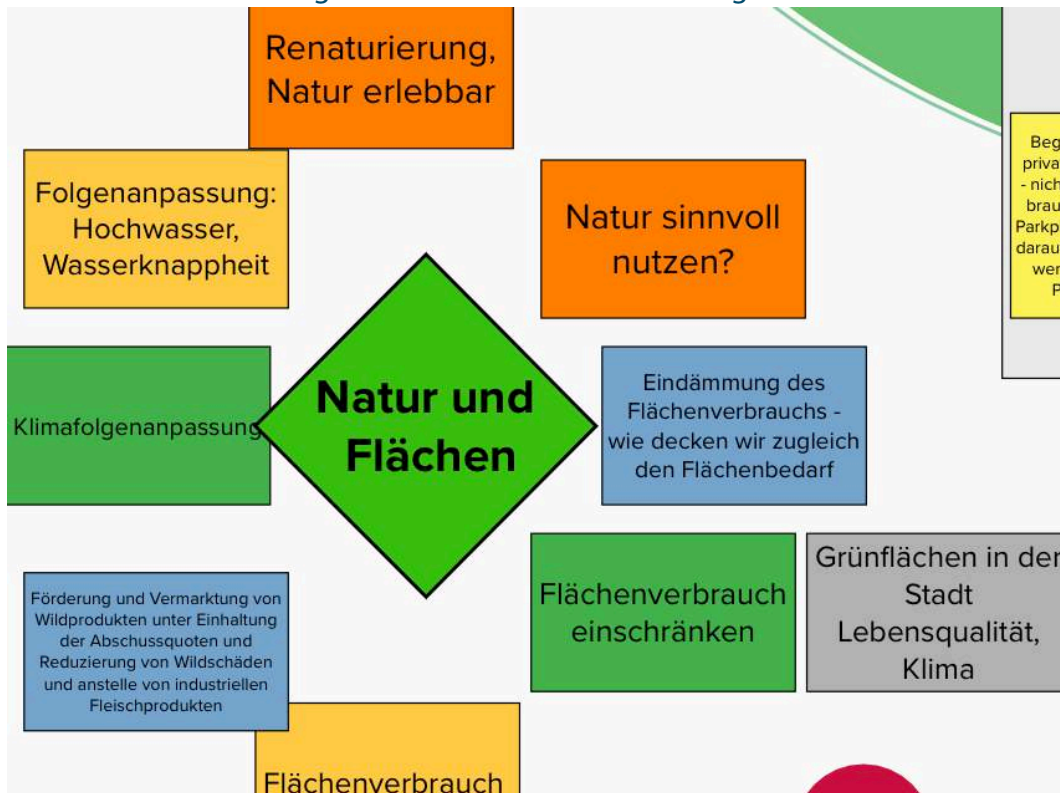 Renaturierung,
Natur erlebbar
Folgenanpassung:
Hochwasser,
Wasserknappheit
Natur sinnvoll
nutzen?
Natur und
Flächen
Klimafolgenanpassung
Eindämmung des
Flächenverbrauchs -
wie decken wir zugleich
den Flächenbedarf
Flächenverbrauch
einschränken
Grünflächen in der
Stadt
Lebensqualität,
Klima
Förderung und Vermarktung von
Wildprodukten unter Einhaltung
der Abschussquoten und
Reduzierung von Wildschäden
und anstelle von industriellen
Fleischprodukten
Flächenverbrauch